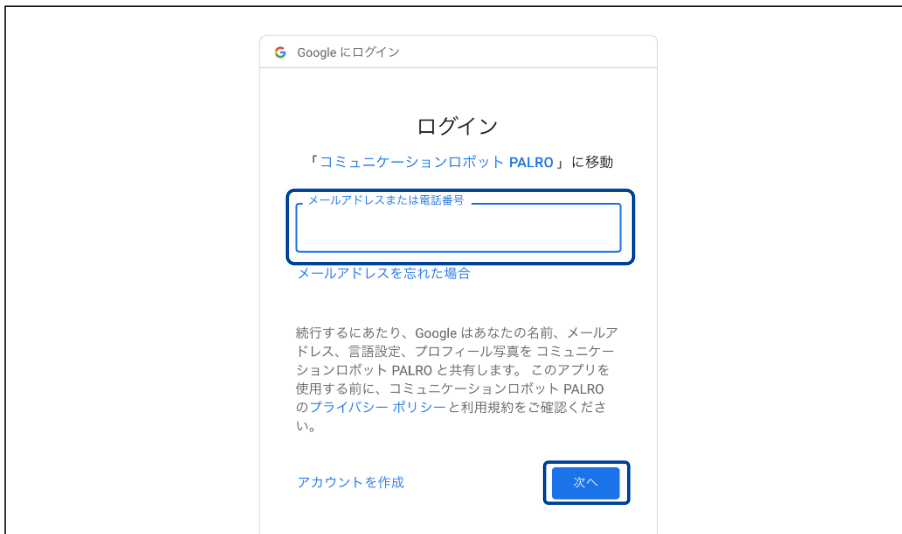 Google にログイン
ログイン
「コミュニケーションロボット PALRO」に移動
メールアドレスまたは電話番号
メールアドレスを忘れた場合
続行するにあたり、Google はあなたの名前、メールア
ドレス、言語設定、プロフィール写真を コミュニケー
ションロボット PALRO と共有します。 このアプリを
使用する前に、コミュニケーションロボット PALRO
のプライバシー ポリシーと利用規約をご確認くださ
い。
アカウントを作成
次へ